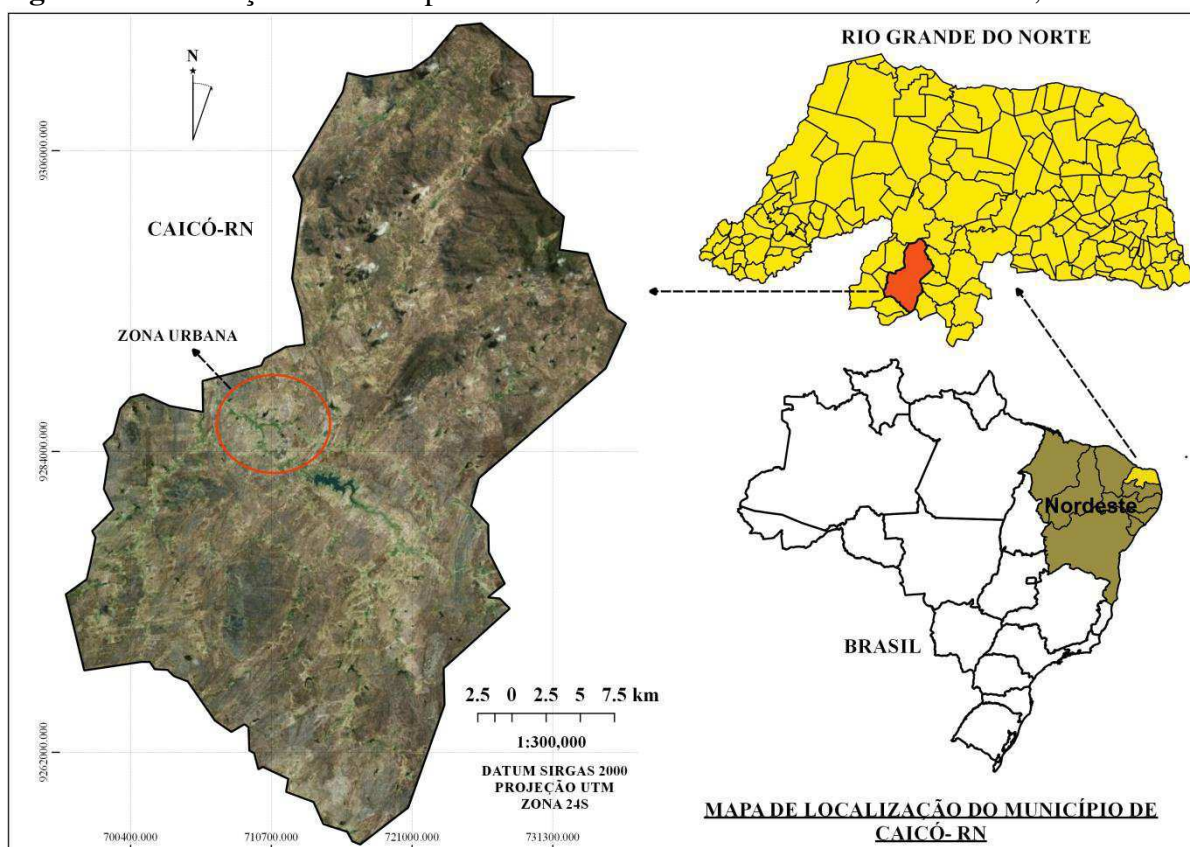 N
CAICÓ-RN
ZONA URBANA
9306000.000
9284000.000
9262000.000
700400.000
710700.000
721000.000
731300.000
2.5 0 2.5 5 7.5 km
1:300,000
DATUM SIRGAS 2000
PROJEÇÃO UTM
ZONA 24S
RIO GRANDE DO NORTE
Nordeste
BRASIL
MAPA DE LOCALIZAÇÃO DO MUNICÍPIO DE
CAICÓ- RN